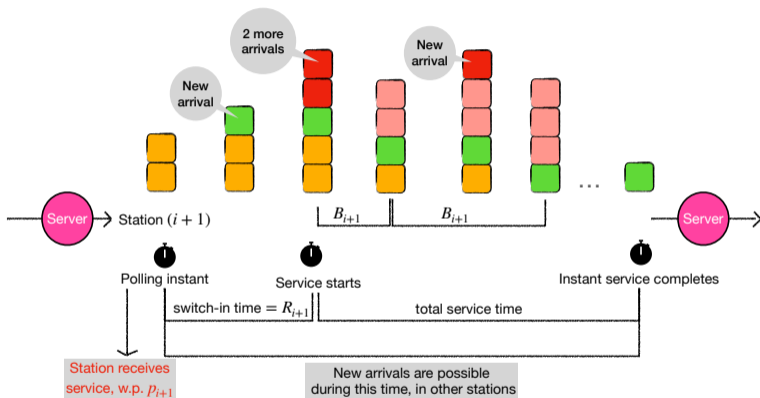 2 more
arrivals
New
arrival
New
arrival
Server
Station (i + 1)
B_{i+1}
B_{i+1}
...
Server
Polling instant
Service starts
Instant service completes
switch-in time = R_{i+1}
total service time
Station receives
service, w.p. p_{i+1}
New arrivals are possible
during this time, in other stations